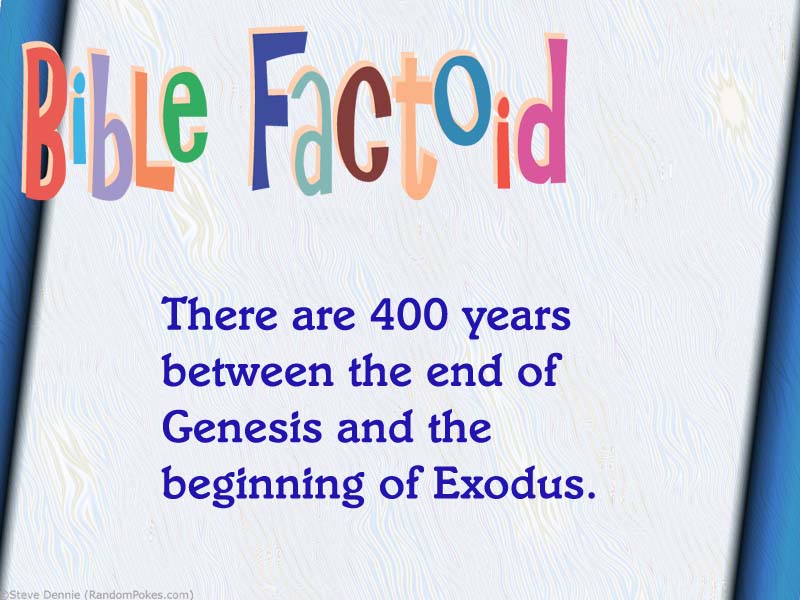 Bible Factoid
There are 400 years
between the end of
Genesis and the
beginning of Exodus.
©Steve Dennie (RandomPokes.com)